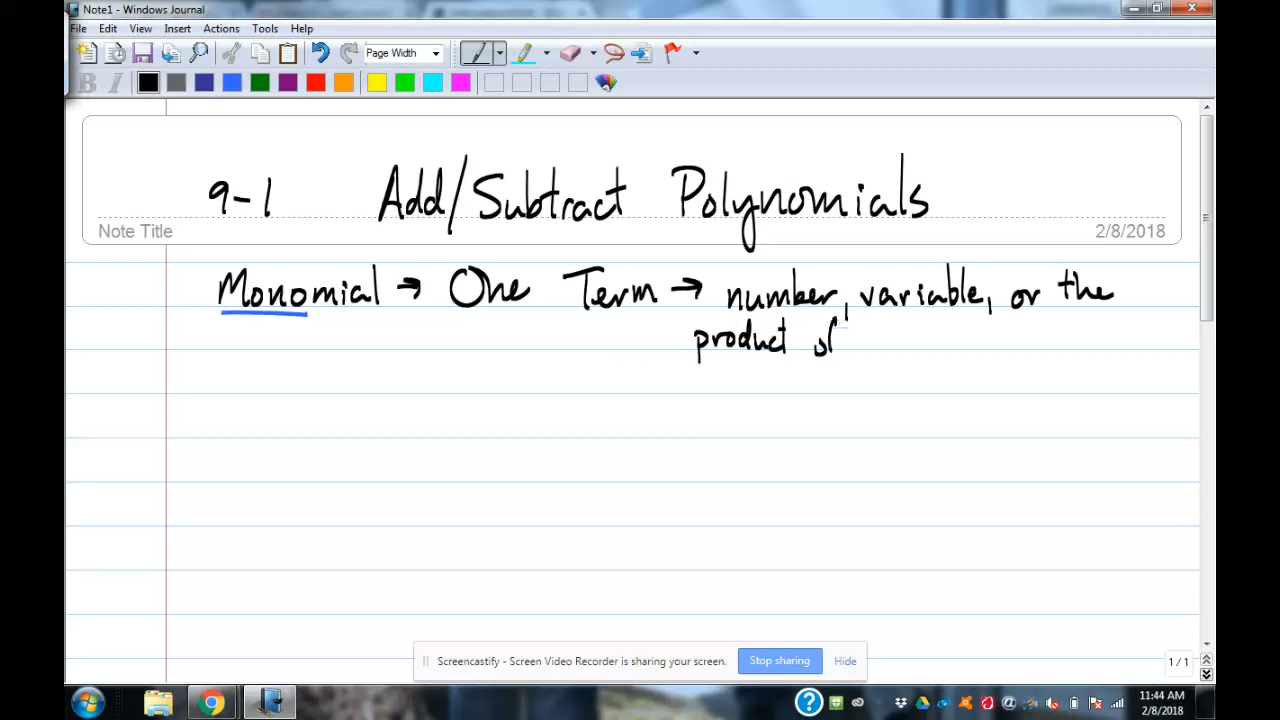 Note1 - Windows Journal
File Edit View Insert Actions Tools Help
Page Width
B I
9-1 Add/Subtract Polynomials
Note Title 2/8/2018
Monomial → One Term → number, variable, or the
product of
Screencastify - Screen Video Recorder is sharing your screen. Stop sharing Hide
1 / 1
11:44 AM
2/8/2018